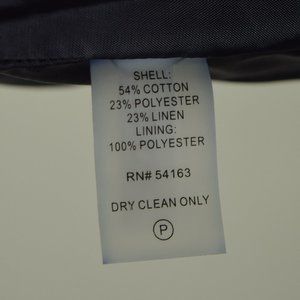 SHELL:
54% COTTON
23% POLYESTER
23% LINEN
LINING:
100% POLYESTER
RN# 54163
DRY CLEAN ONLY
P